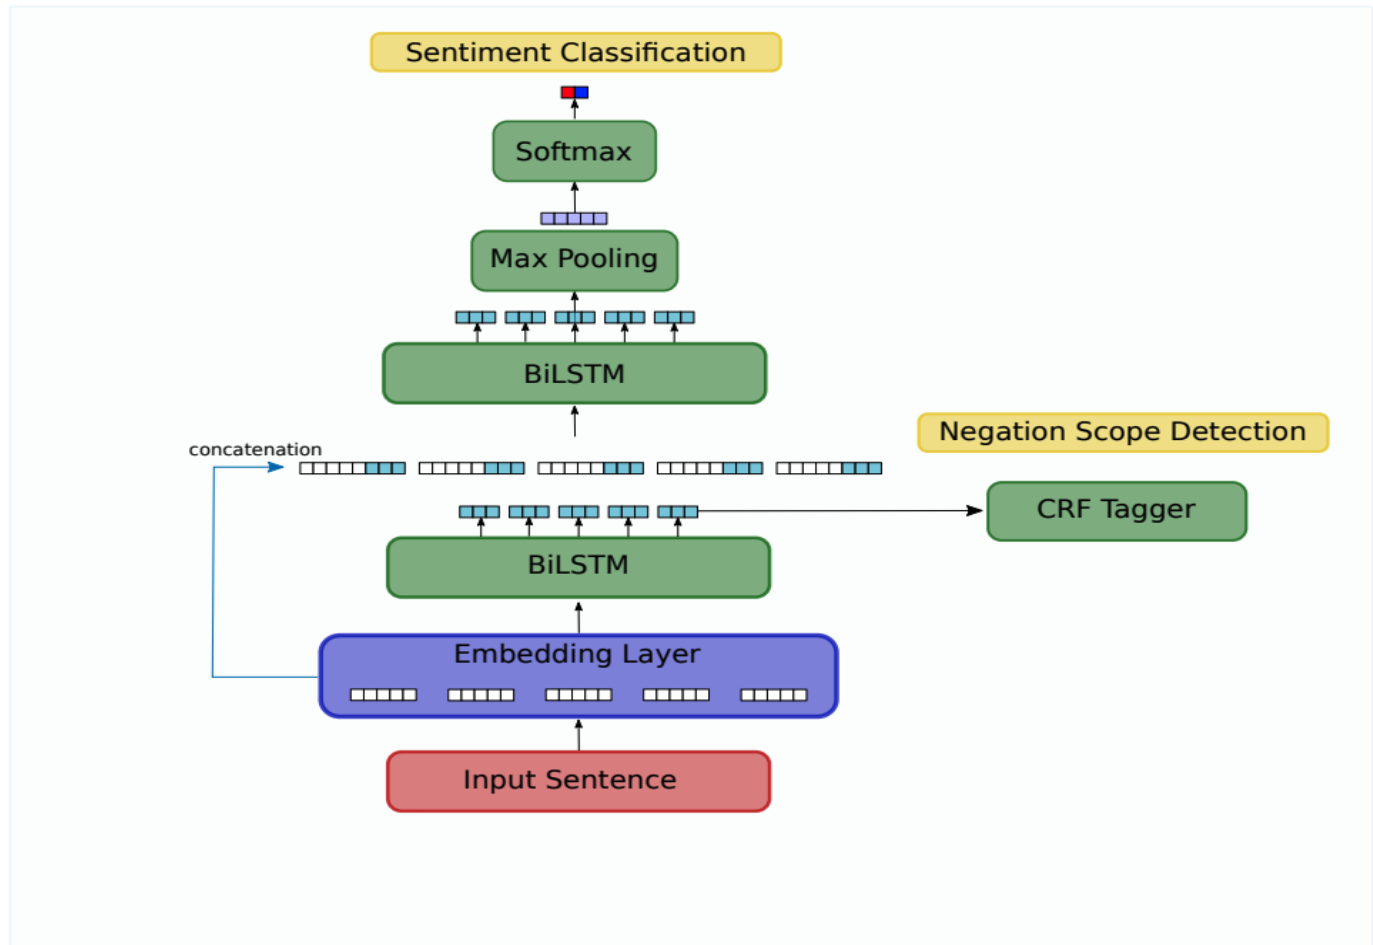 Sentiment Classification
Softmax
Max Pooling
BiLSTM
Negation Scope Detection
concatenation
CRF Tagger
BiLSTM
Embedding Layer
Input Sentence